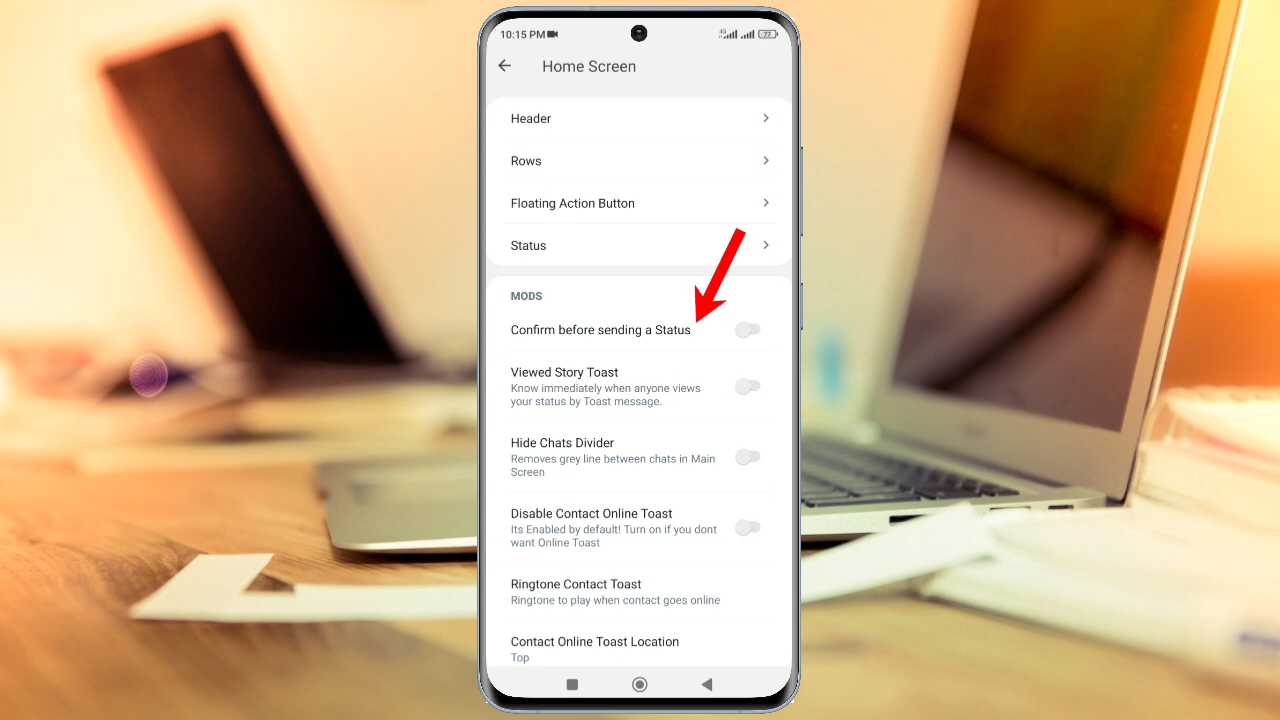 10:15 PM
4G
77
Home Screen
Header
Rows
Floating Action Button
Status
MODS
Confirm before sending a Status
Viewed Story Toast
Know immediately when anyone views
your status by Toast message.
Hide Chats Divider
Removes grey line between chats in Main
Screen
Disable Contact Online Toast
Its Enabled by default! Turn on if you dont
want Online Toast
Ringtone Contact Toast
Ringtone to play when contact goes online
Contact Online Toast Location
Top